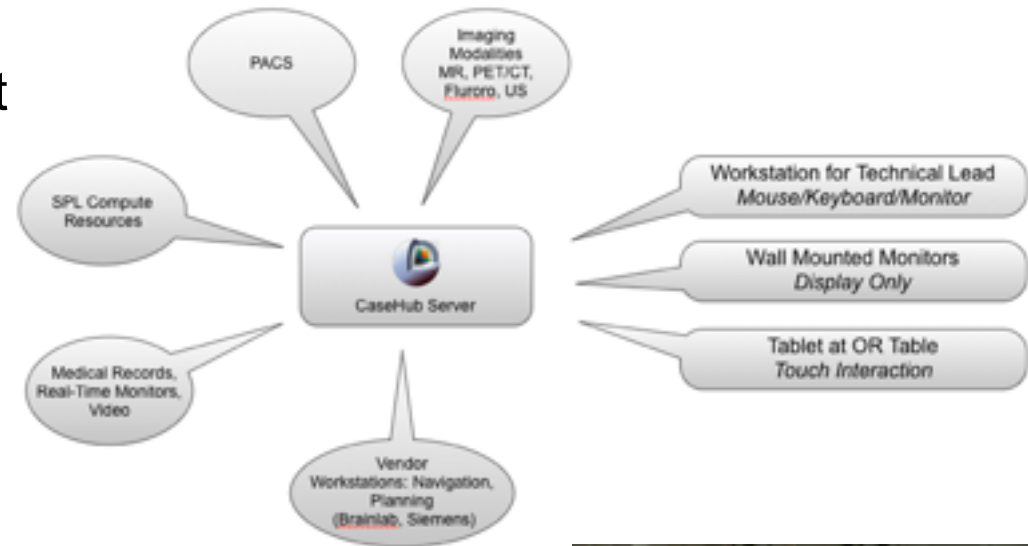 t
PACS
Imaging
Modalities
MR, PET/CT,
Fluroro, US
SPL Compute
Resources
Workstation for Technical Lead
Mouse/Keyboard/Monitor
CaseHub Server
Wall Mounted Monitors
Display Only
Tablet at OR Table
Touch Interaction
Medical Records,
Real-Time Monitors,
Video
Vendor
Workstations: Navigation,
Planning
(Brainlab, Siemens)